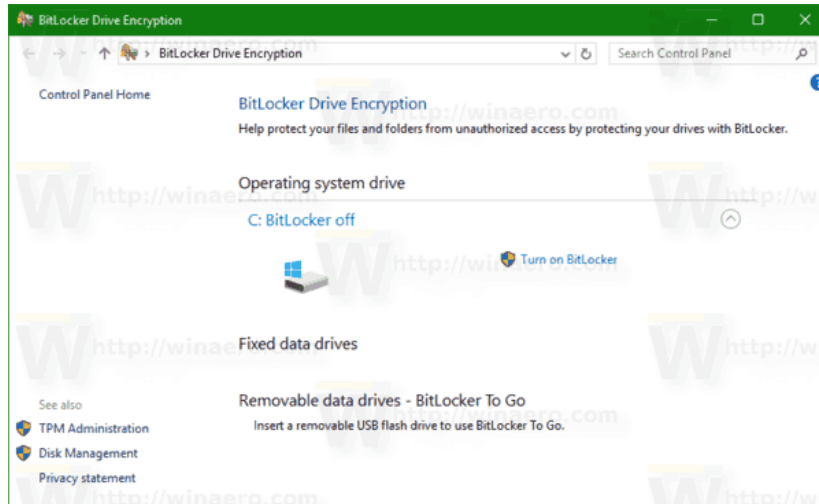 BitLocker Drive Encryption
BitLocker Drive Encryption
Search Control Panel
Control Panel Home
BitLocker Drive Encryption
Help protect your files and folders from unauthorized access by protecting your drives with BitLocker.
Operating system drive
C: BitLocker off
Turn on BitLocker
Fixed data drives
Removable data drives - BitLocker To Go
Insert a removable USB flash drive to use BitLocker To Go.
See also
TPM Administration
Disk Management
Privacy statement
http://winaero.com